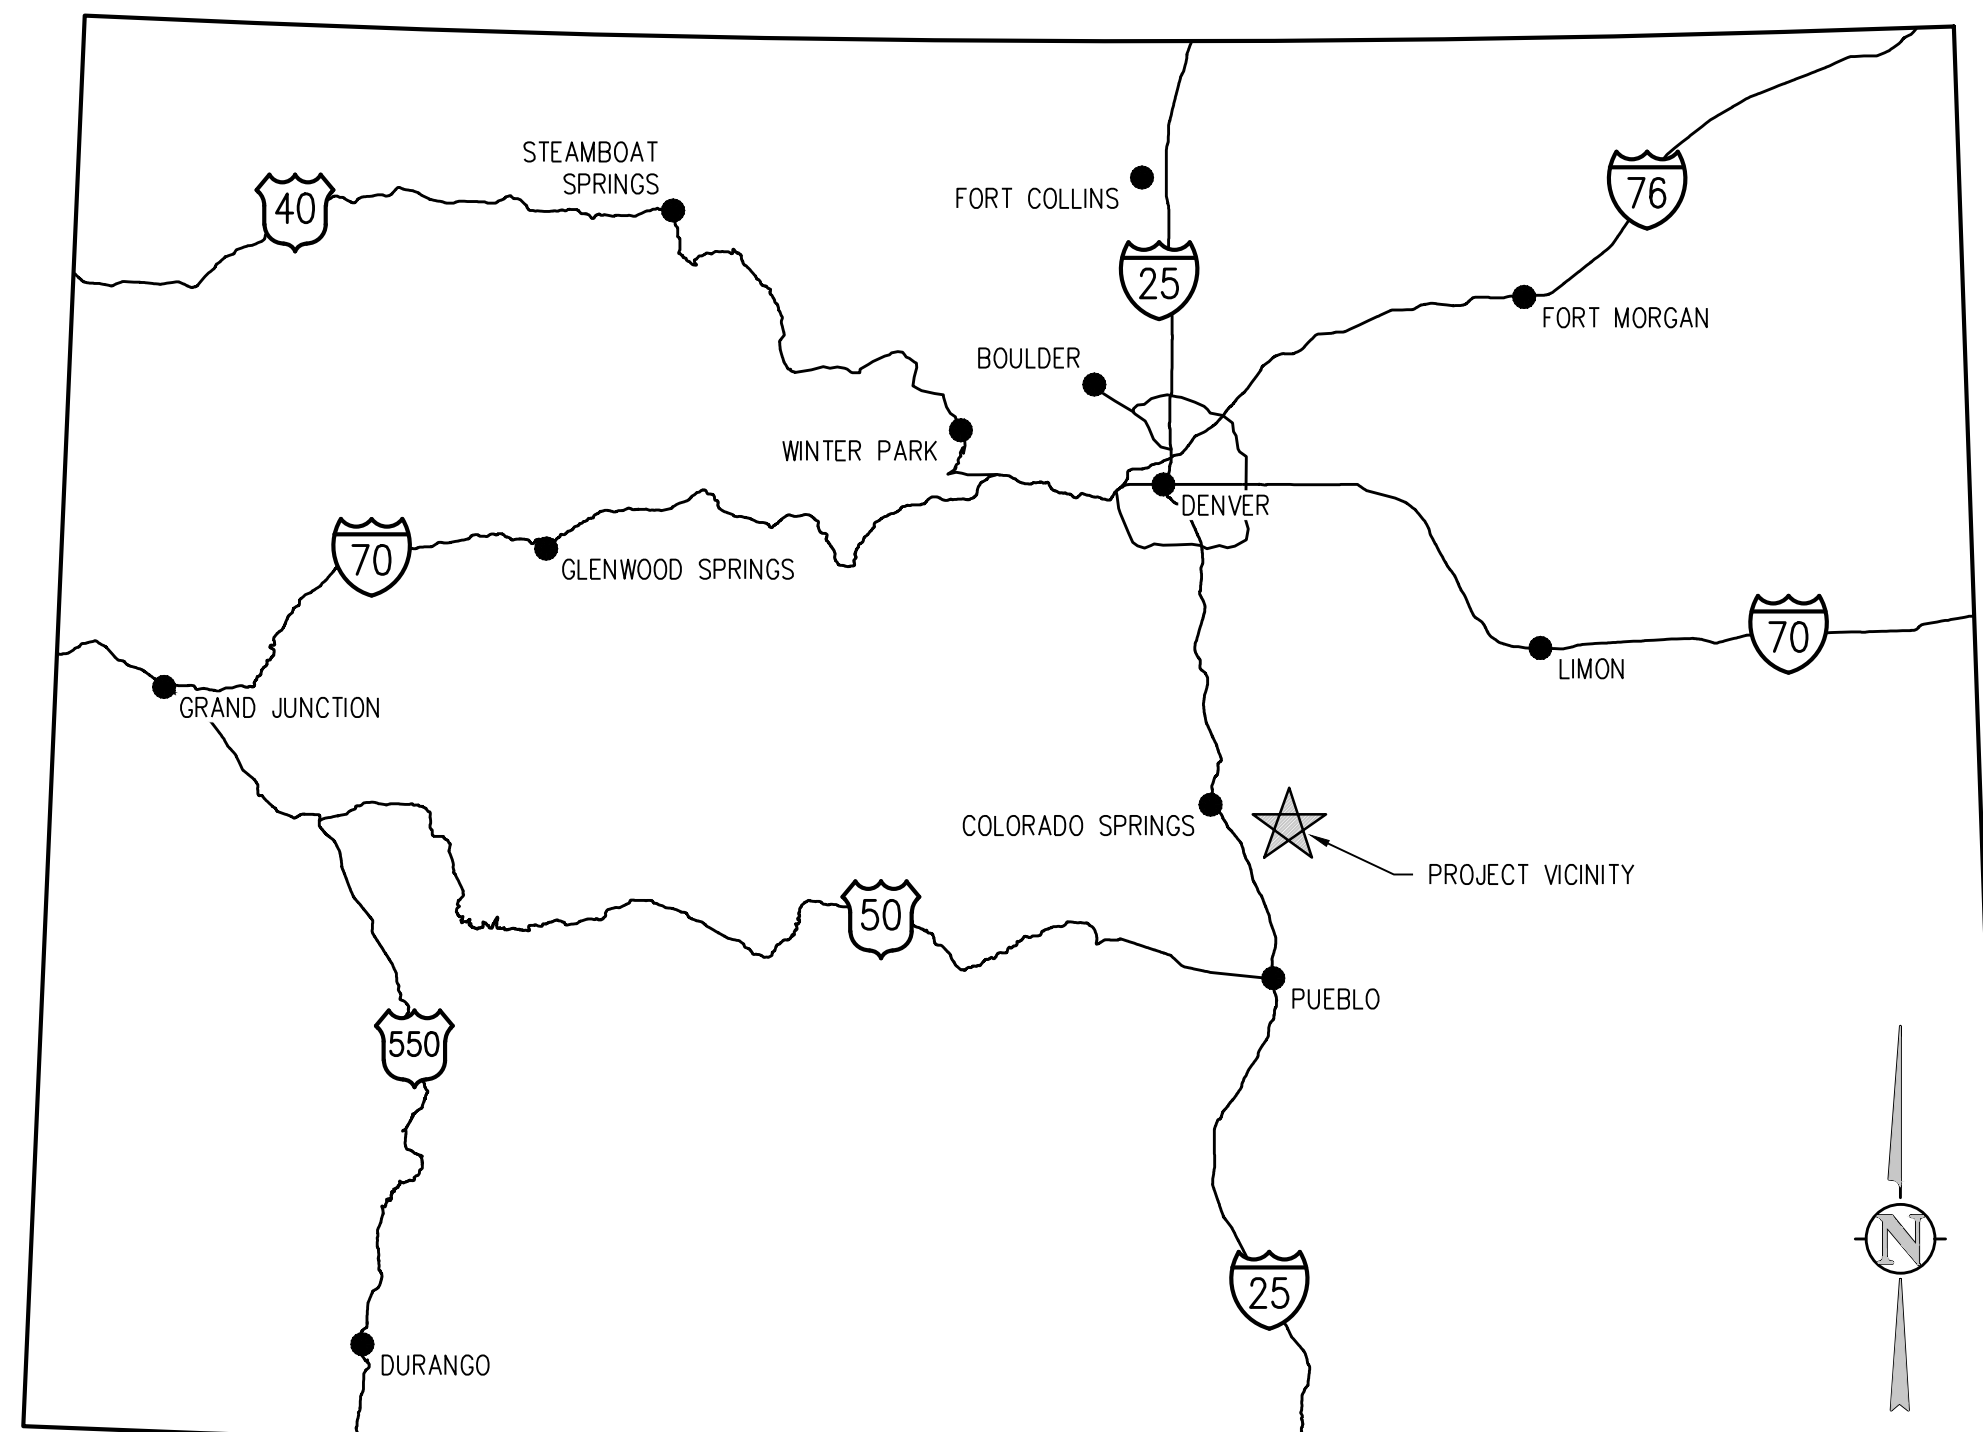 STEAMBOAT
SPRINGS
40
FORT COLLINS
76
25
FORT MORGAN
BOULDER
WINTER PARK
DENVER
70
GLENWOOD SPRINGS
70
LIMON
GRAND JUNCTION
COLORADO SPRINGS
PROJECT VICINITY
50
PUEBLO
550
N
25
DURANGO